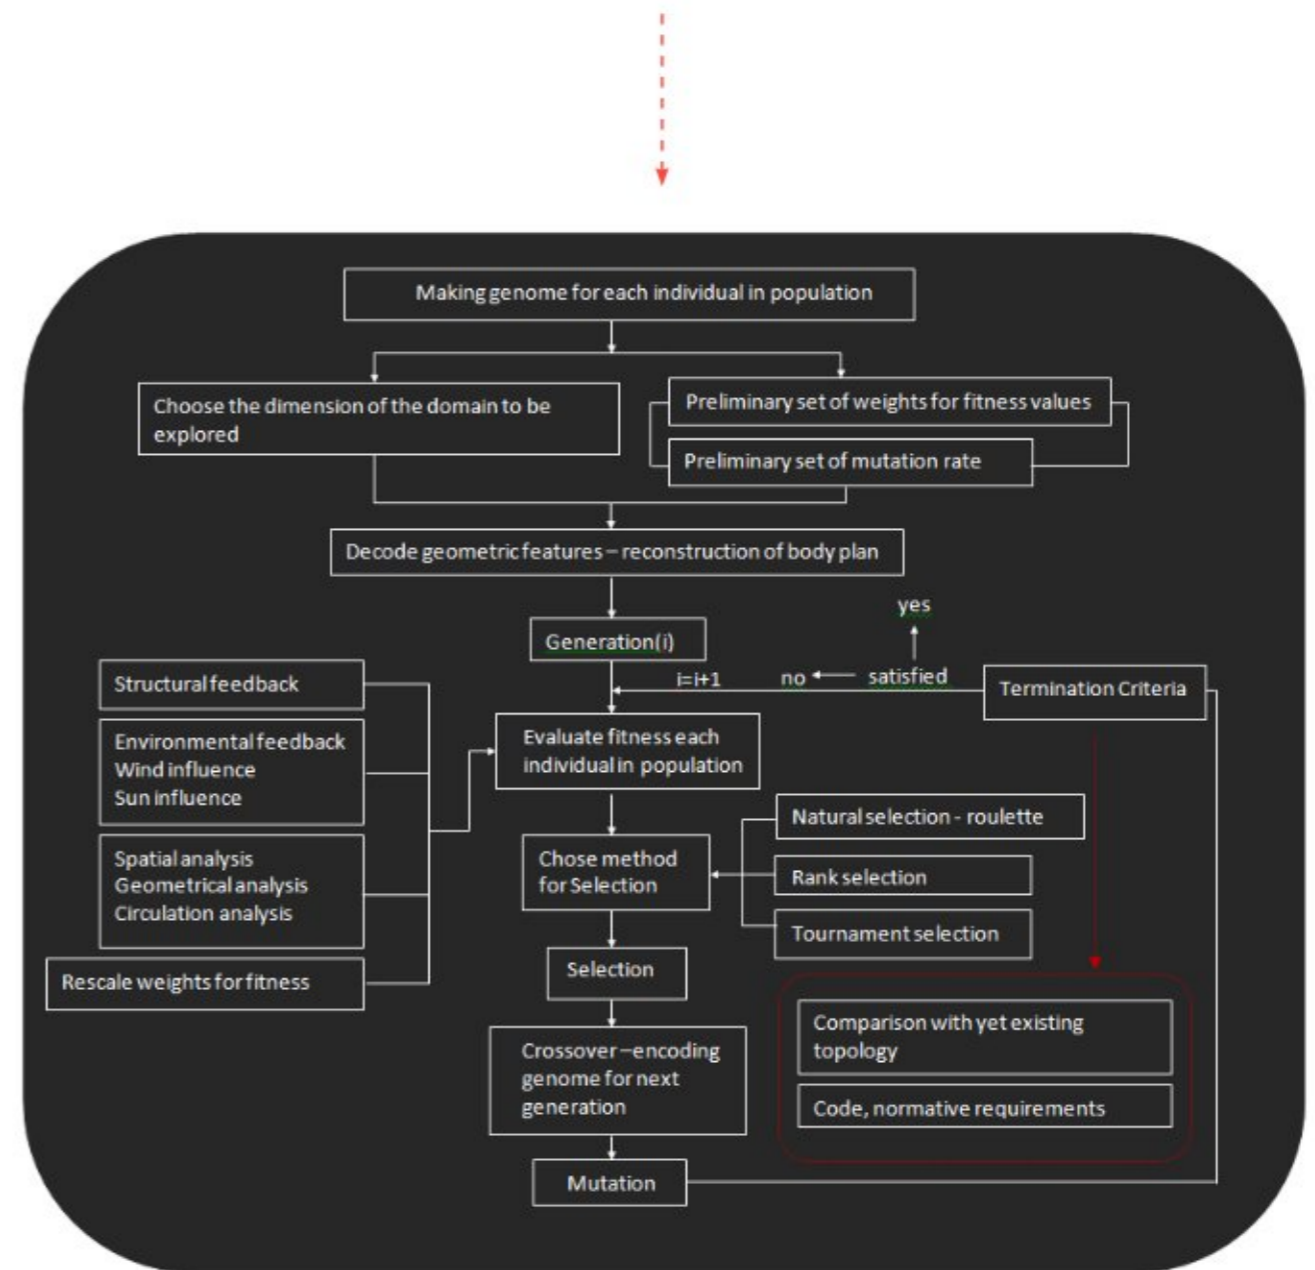 Making genome for each individual in population
Choose the dimension of the domain to be
explored
Preliminary set of weights for fitness values
Preliminary set of mutation rate
Decode geometric features – reconstruction of body plan
Generation(i)
yes
i=i+1
no
satisfied
Termination Criteria
Structural feedback
Environmental feedback
Wind influence
Sun influence
Spatial analysis
Geometrical analysis
Circulation analysis
Rescale weights for fitness
Evaluate fitness each
individual in population
Chose method
for Selection
Natural selection - roulette
Rank selection
Tournament selection
Selection
Crossover – encoding
genome for next
generation
Mutation
Comparison with yet existing
topology
Code, normative requirements